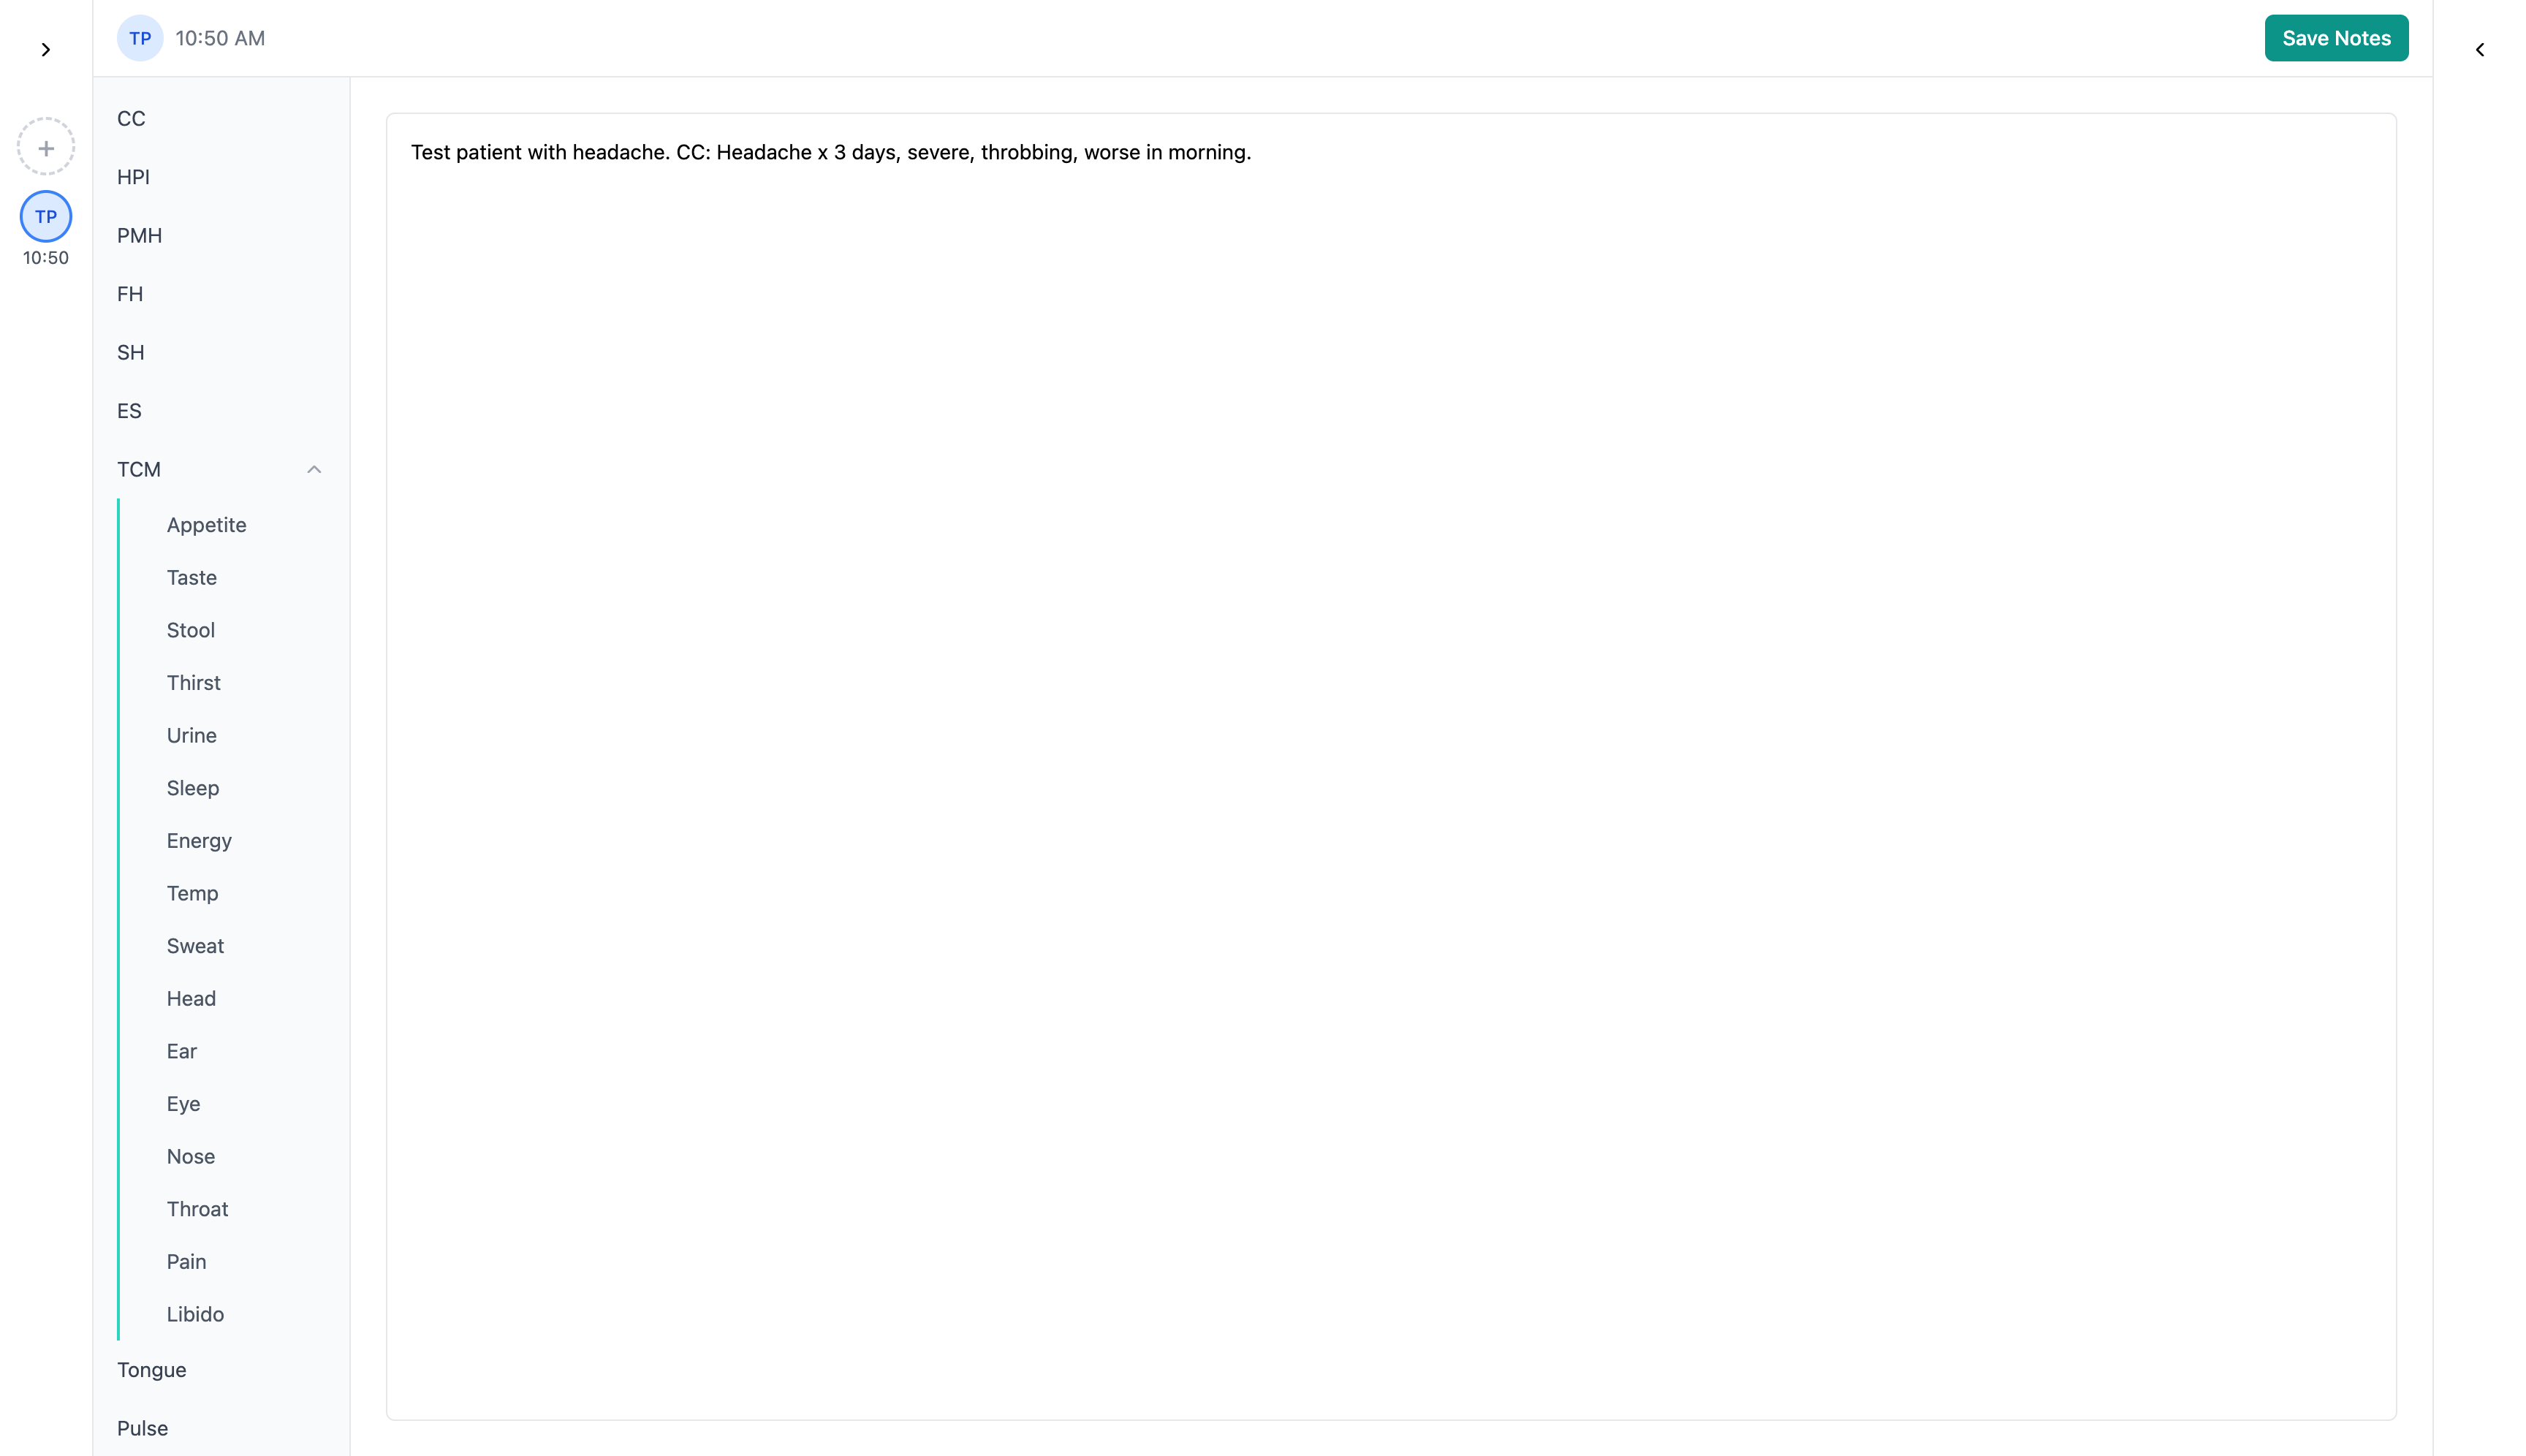 TP 10:50 AM
Save Notes
+
TP
10:50
CC
HPI
PMH
FH
SH
ES
TCM
Appetite
Taste
Stool
Thirst
Urine
Sleep
Energy
Temp
Sweat
Head
Ear
Eye
Nose
Throat
Pain
Libido
Tongue
Pulse
Test patient with headache. CC: Headache x 3 days, severe, throbbing, worse in morning.